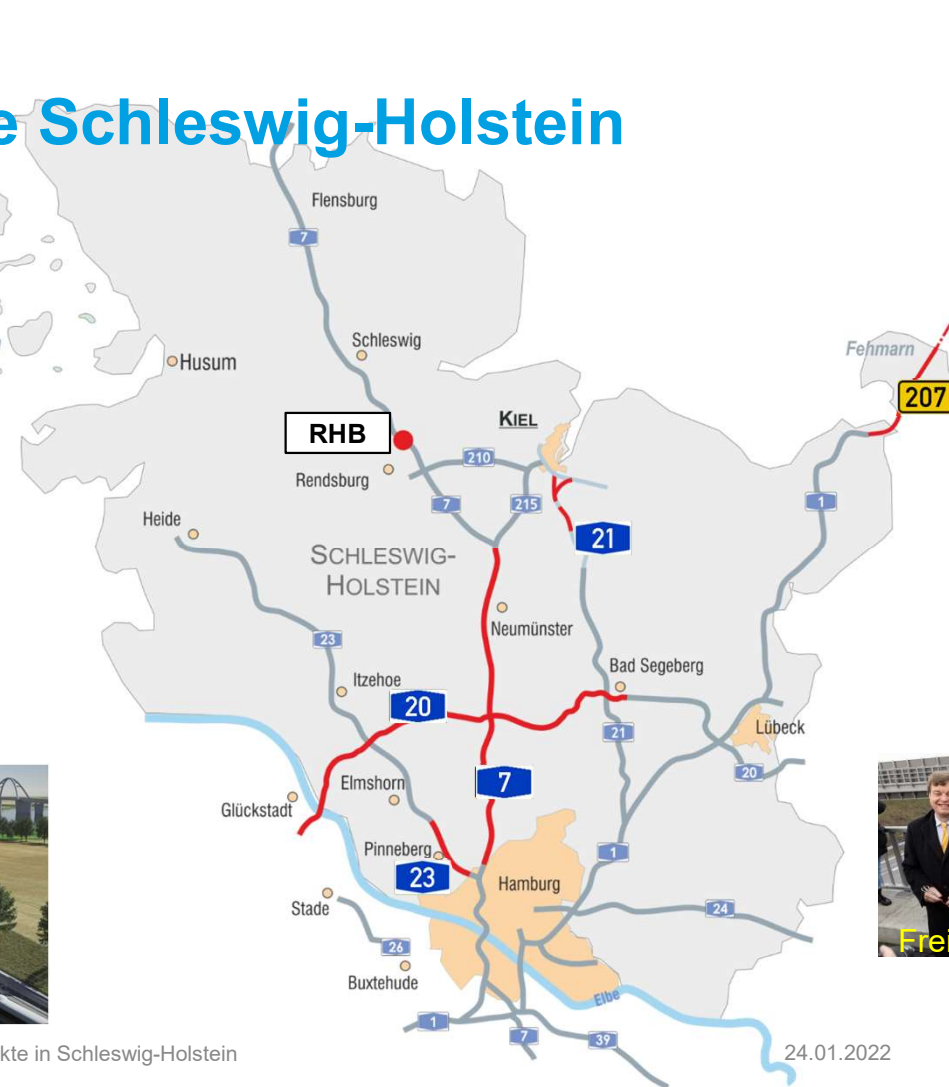 e Schleswig-Holstein
Flensburg
7
Schleswig
Husum
Fehmarn
207
RHB
KIEL
210
Rendsburg
7
215
1
Heide
21
SCHLESWIG-
HOLSTEIN
Neumünster
23
Bad Segeberg
Itzehoe
20
21
Lübeck
20
7
Elmshorn
Glückstadt
Pinneberg
1
23
Hamburg
Stade
24
26
Frei
Buxtehude
Elbe
1
7
39
kte in Schleswig-Holstein
24.01.2022